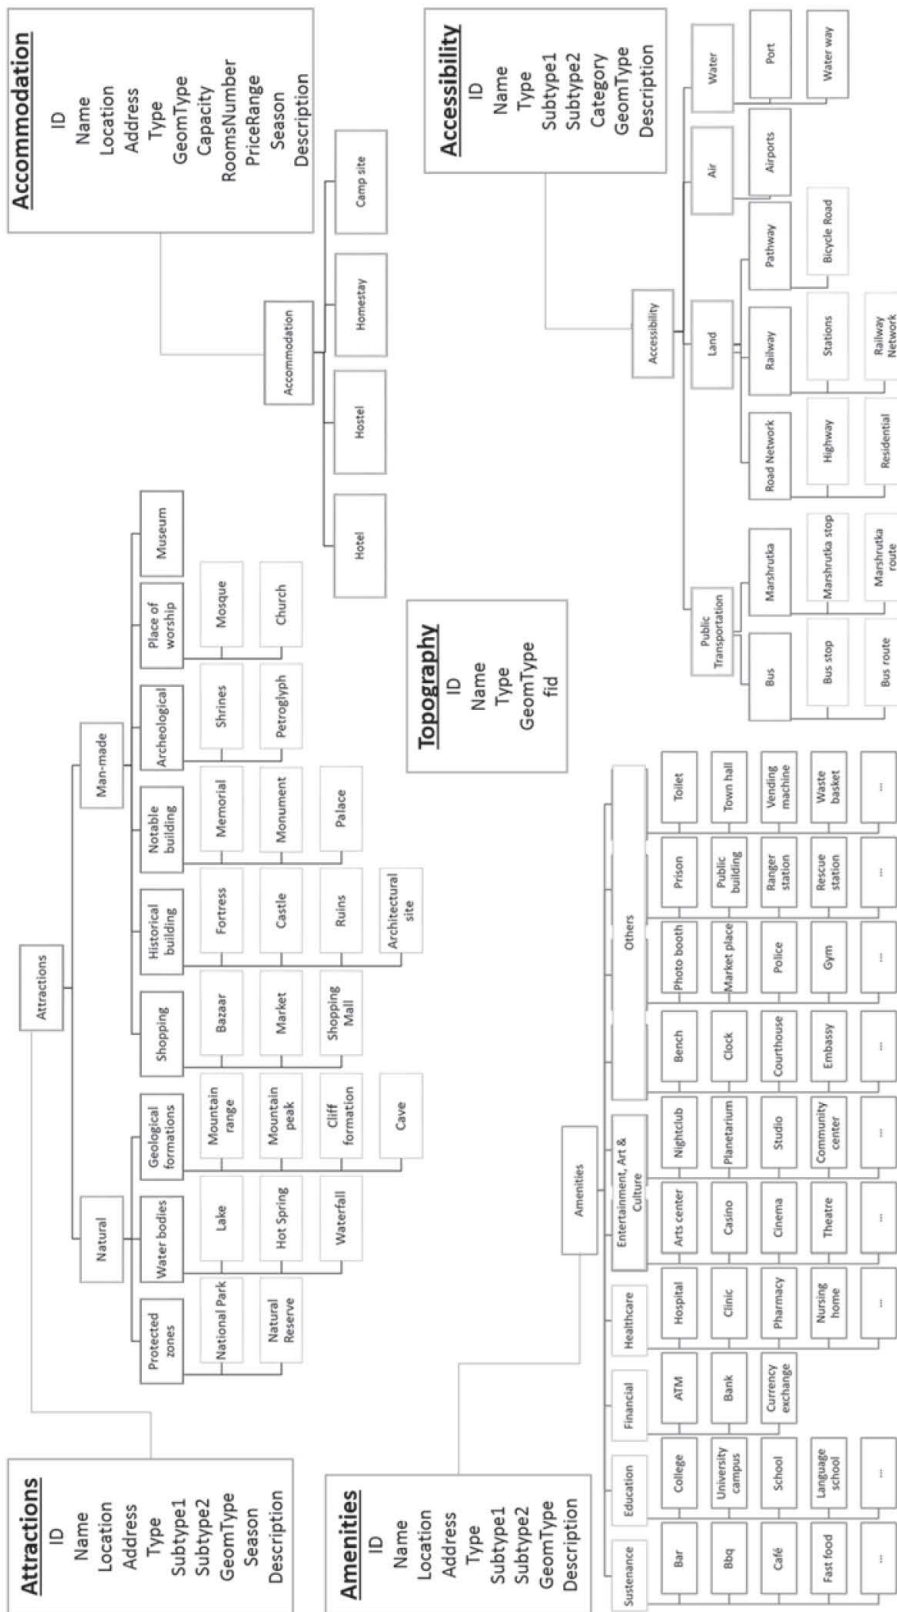 Attractions
ID
Name
Location
Address
Type
Subtype1
Subtype2
GeomType
Season
Description
Attractions
Natural
Man-made
Protected
zones
Water bodies
Geological
formations
Shopping
Historical
building
Notable
building
Archeological
Place of
worship
Museum
National Park
Natural
Reserve
Lake
Hot Spring
Waterfall
Mountain
range
Mountain
peak
Cliff
formation
Cave
Bazaar
Market
Shopping
Mall
Fortress
Castle
Ruins
Architectural
site
Memorial
Monument
Palace
Shrines
Petroglyph
Mosque
Church
Accommodation
ID
Name
Location
Address
Type
GeomType
Capacity
RoomsNumber
PriceRange
Season
Description
Accommodation
Hotel
Hostel
Homestay
Camp site
Topography
ID
Name
Type
GeomType
fid
Amenities
ID
Name
Location
Address
Type
Subtype1
Subtype2
GeomType
Description
Amenities
Sustenance
Education
Financial
Healthcare
Entertainment, Art &
Culture
Others
Bar
Bbq
Café
Fast food
...
College
University
campus
School
Language
school
...
ATM
Bank
Currency
exchange
Hospital
Clinic
Pharmacy
Nursing
home
...
Arts center
Casino
Cinema
Theatre
...
Nightclub
Planetarium
Studio
Community
center
...
Bench
Clock
Courthouse
Embassy
...
Photo booth
Market place
Police
Gym
...
Prison
Public
building
Ranger
station
Rescue
station
...
Toilet
Town hall
Vending
machine
Waste
basket
...
Accessibility
ID
Name
Type
Subtype1
Subtype2
Category
GeomType
Description
Accessibility
Public
Transportation
Land
Air
Water
Bus
Bus stop
Bus route
Marshrutka
Marshrutka stop
Marshrutka
route
Road Network
Highway
Residential
Railway
Stations
Railway
Network
Pathway
Bicycle Road
Airports
Port
Water way